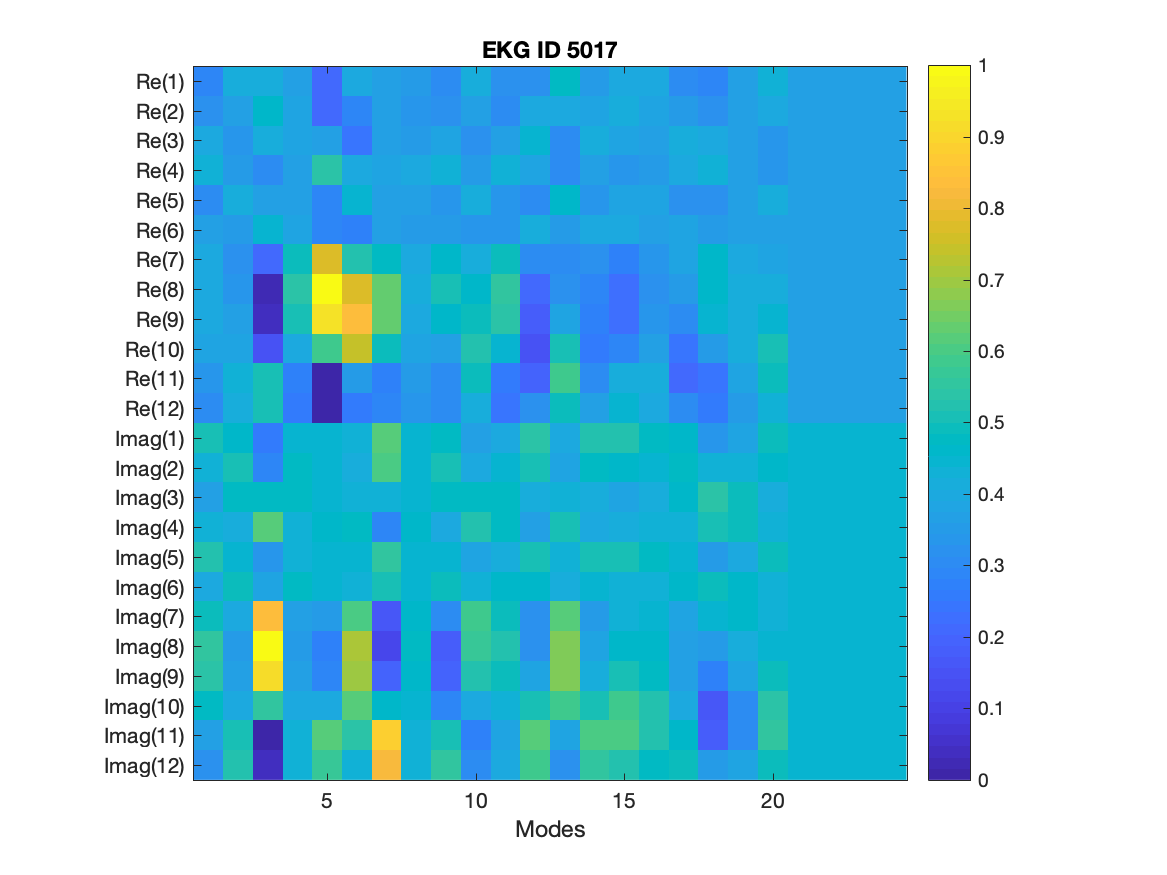 EKG ID 5017
Re(1)
Re(2)
Re(3)
Re(4)
Re(5)
Re(6)
Re(7)
Re(8)
Re(9)
Re(10)
Re(11)
Re(12)
Imag(1)
Imag(2)
Imag(3)
Imag(4)
Imag(5)
Imag(6)
Imag(7)
Imag(8)
Imag(9)
Imag(10)
Imag(11)
Imag(12)
5 10 15 20
Modes
1
0.9
0.8
0.7
0.6
0.5
0.4
0.3
0.2
0.1
0